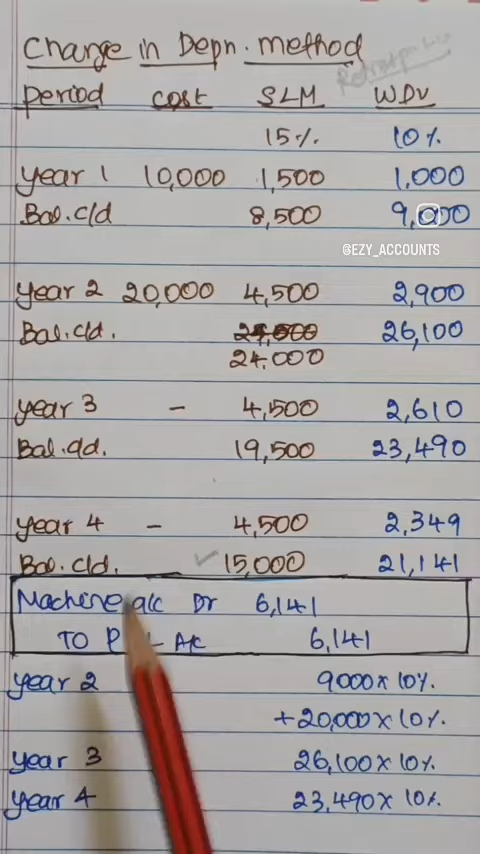 Change in Depn. method
Period cost SLM WDV
15% 10%
year 1 10,000 1,500 1,000
Bal. c/d 8,500 9,000
@EZY_ACCOUNTS
year 2 20,000 4,500 2,900
Bal. c/d. 26,100
24.000
year 3 - 4,500 2,610
Bal. c/d. 19,500 23,490
year 4 - 4,500 2,349
Bal. c/d. 15,000 21,141
Machine a/c Dr 6,141
TO P L A/c 6,141
year 2 9000 x 10%.
+20,000 x 10%.
year 3 26,100 x 10%.
year 4 23,490 x 10%.